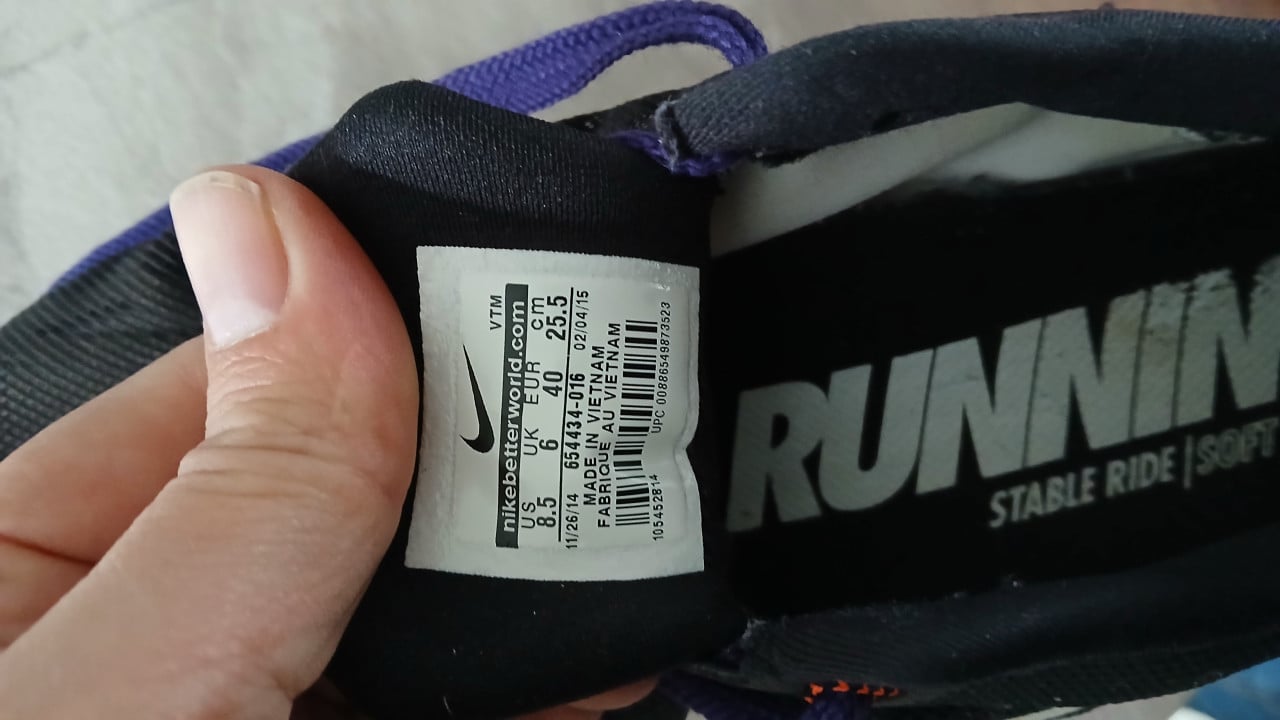 VTM
nikebetterworld.com
US UK EUR cm
8.5 6 40 25.5
11/26/14 654434-016 02/04/15
MADE IN VIETNAM
FABRIQUE AU VIETNAM
105452814 UPC 00886549873523
RUNNIN
STABLE RIDE | SOFT